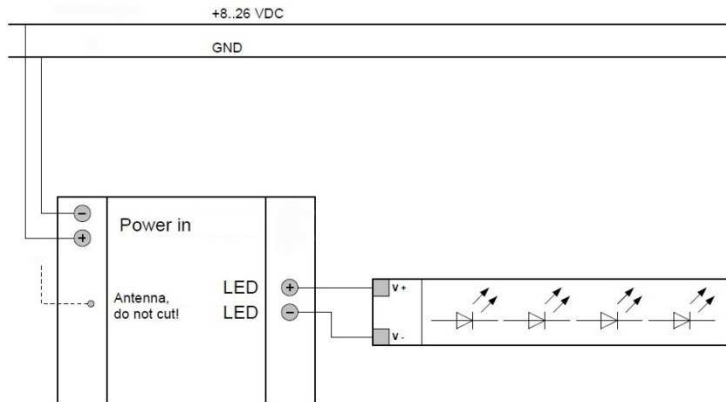 +8..26 VDC
GND
−
+
Power in
Antenna,
do not cut!
LED +
LED −
V +
V -